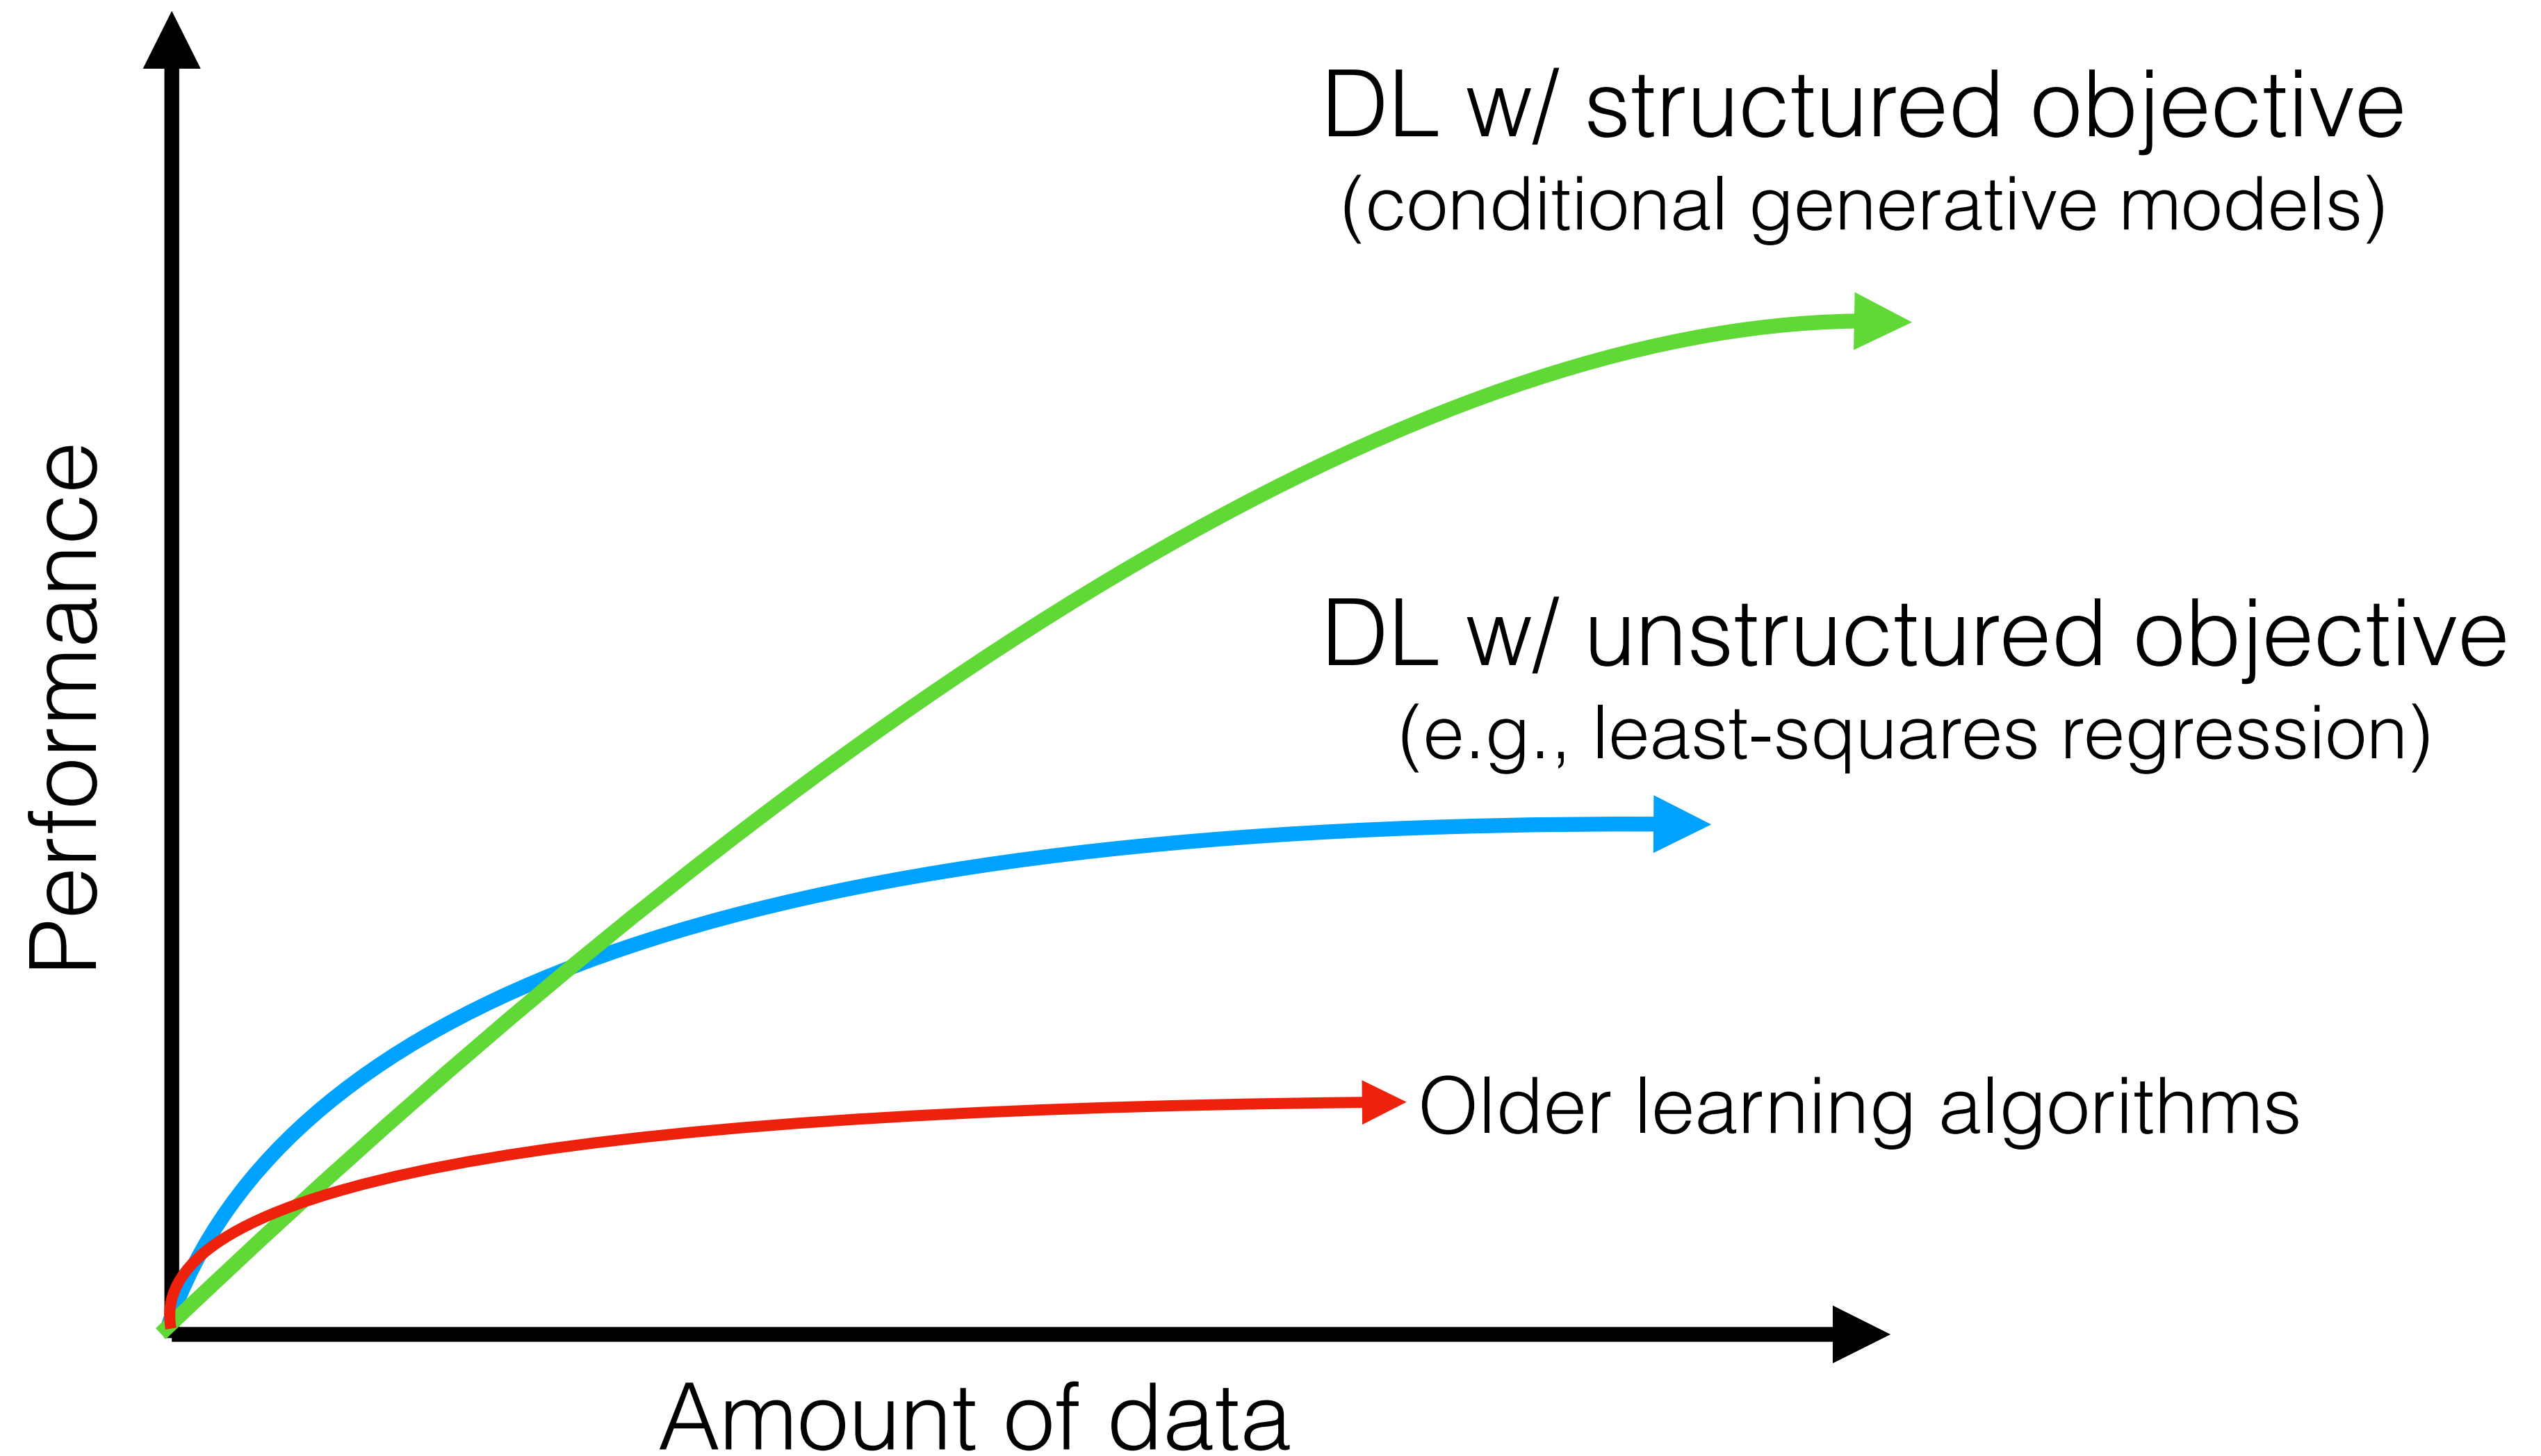 DL w/ structured objective
(conditional generative models)
DL w/ unstructured objective
(e.g., least-squares regression)
Older learning algorithms
Performance
Amount of data